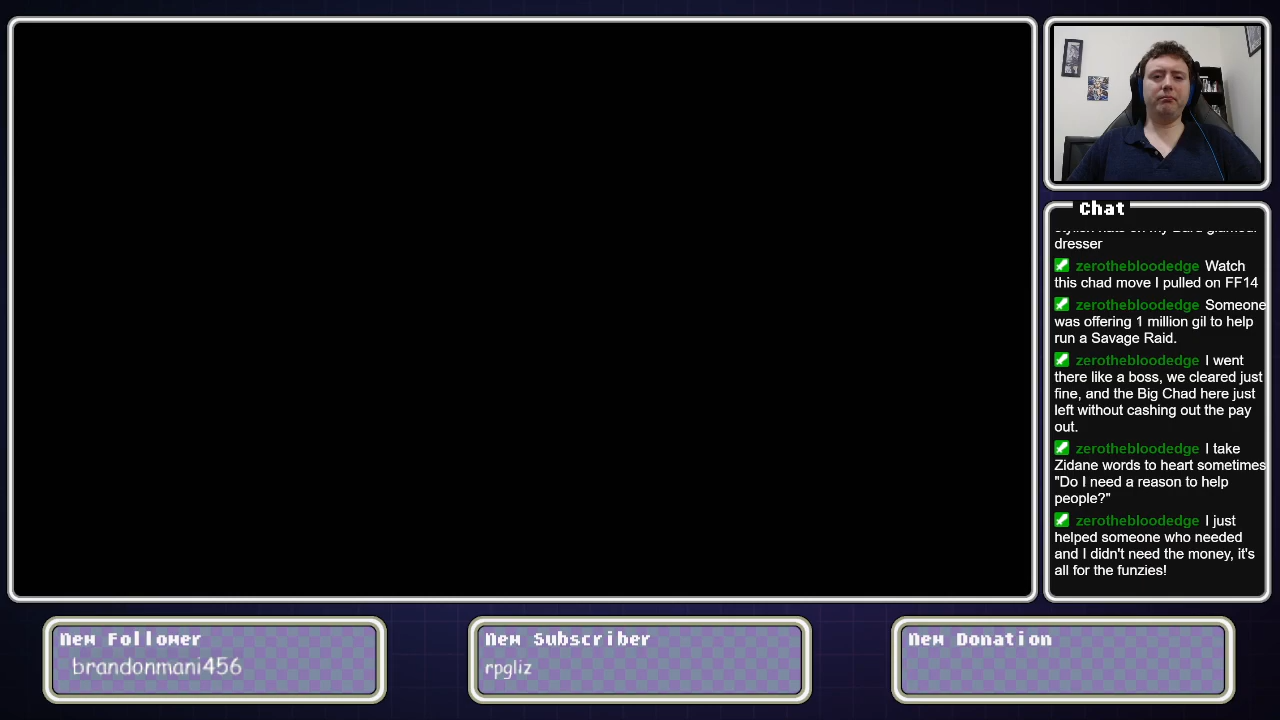 Chat
dresser
zerothebloodedge Watch
this chad move I pulled on FF14
zerothebloodedge Someone
was offering 1 million gil to help
run a Savage Raid.
zerothebloodedge I went
there like a boss, we cleared just
fine, and the Big Chad here just
left without cashing out the pay
out.
zerothebloodedge I take
Zidane words to heart sometimes
"Do I need a reason to help
people?"
zerothebloodedge I just
helped someone who needed
and I didn't need the money, it's
all for the funzies!
New Follower
brandonmani456
New Subscriber
rpgliz
New Donation